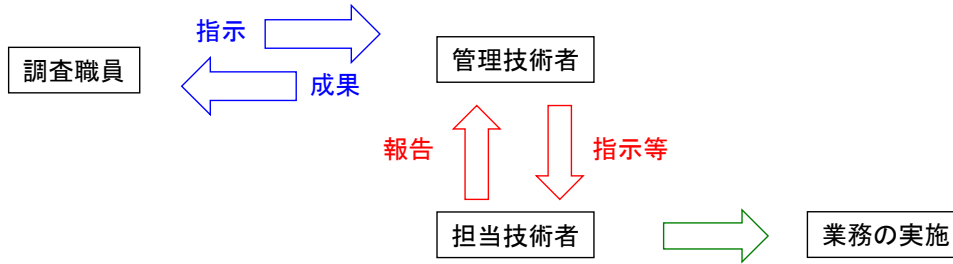 指示
調査職員
成果
管理技術者
報告
指示等
担当技術者
業務の実施